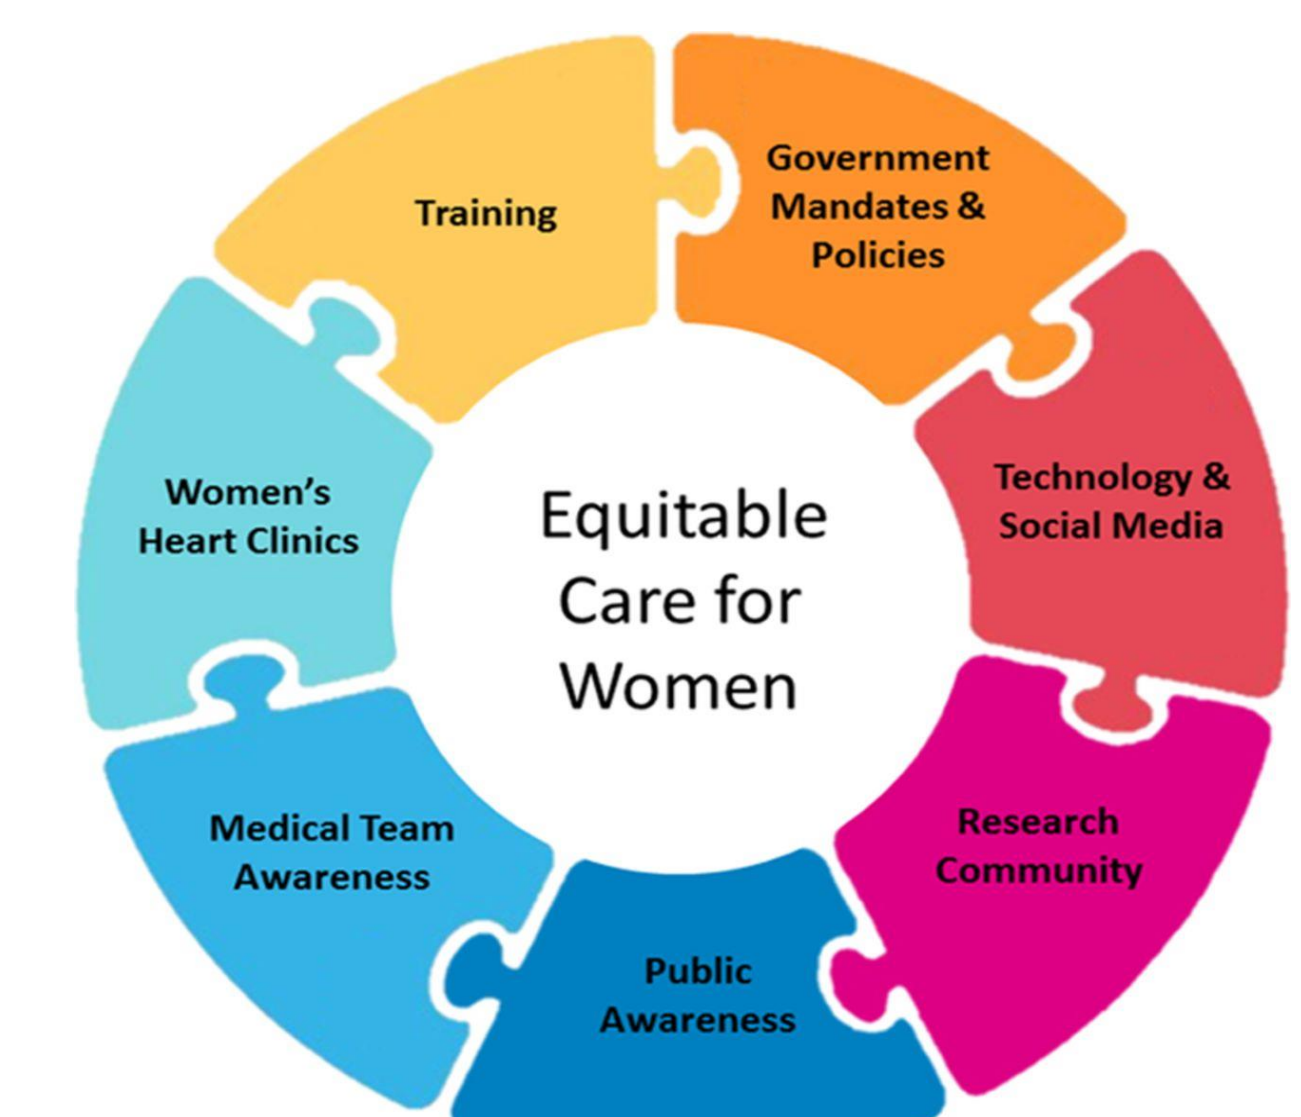 Training
Government
Mandates &
Policies
Technology &
Social Media
Research
Community
Public
Awareness
Medical Team
Awareness
Women’s
Heart Clinics
Equitable
Care for
Women